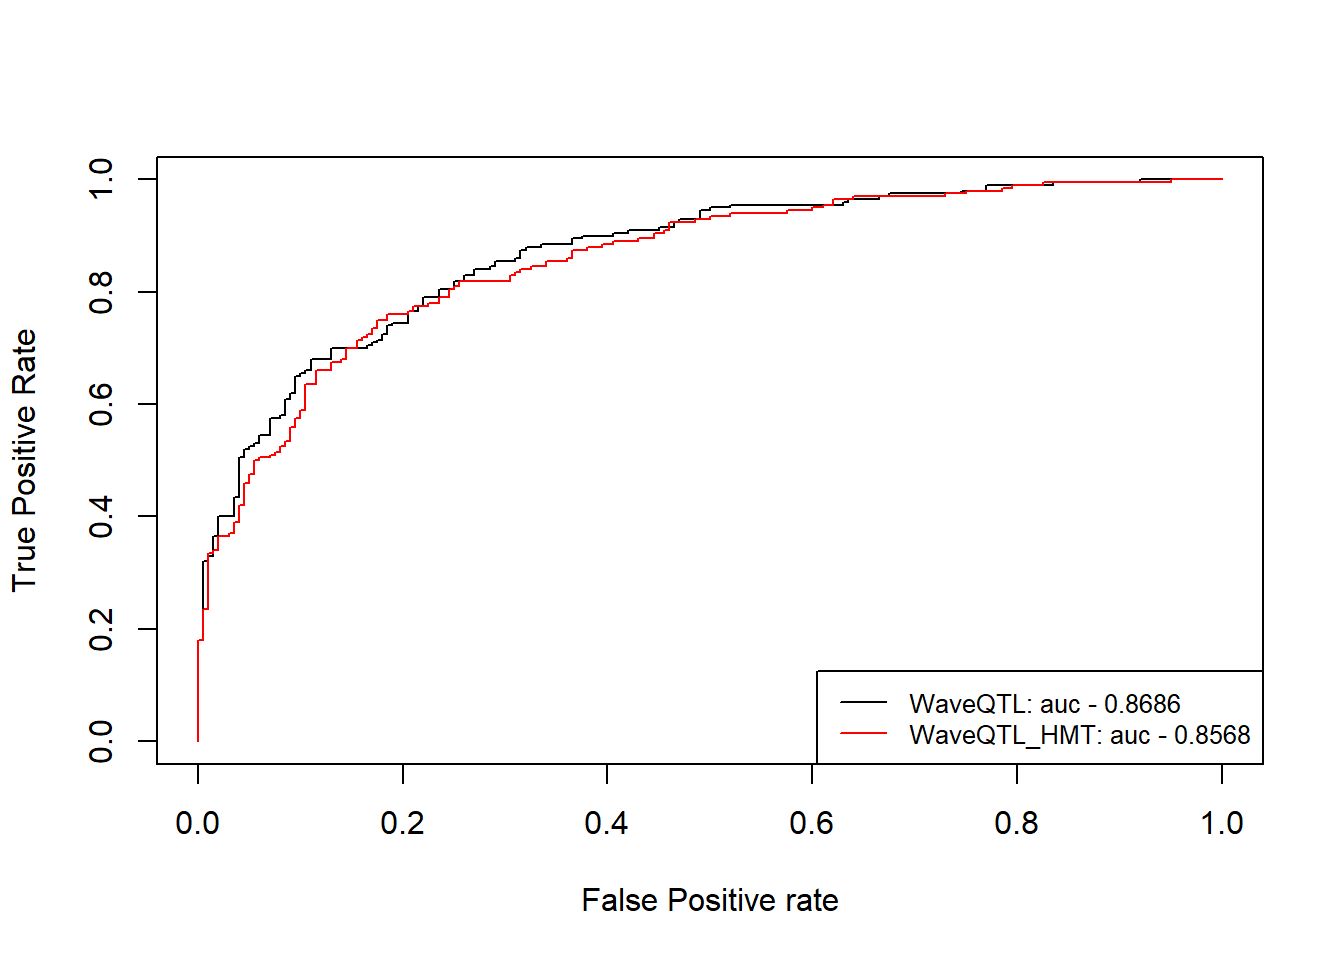 True Positive Rate
1.0
0.8
0.6
0.4
0.2
0.0
WaveQTL: auc - 0.8686
WaveQTL_HMT: auc - 0.8568
0.0 0.2 0.4 0.6 0.8 1.0
False Positive rate